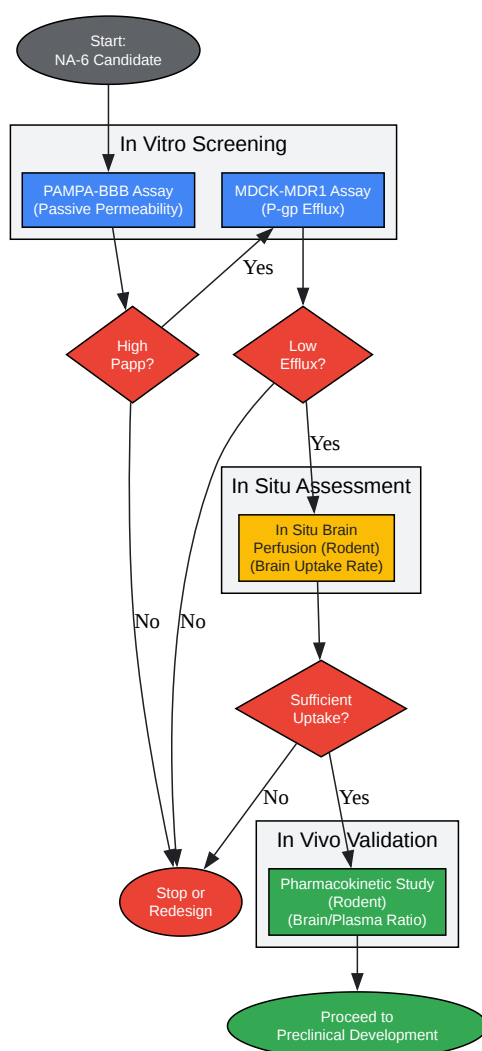 Start:
NA-6 Candidate
In Vitro Screening
PAMPA-BBB Assay
(Passive Permeability)
MDCK-MDR1 Assay
(P-gp Efflux)
Yes
High
Papp?
Low
Efflux?
Yes
In Situ Assessment
In Situ Brain
Perfusion (Rodent)
(Brain Uptake Rate)
No
No
Sufficient
Uptake?
No
Yes
In Vivo Validation
Pharmacokinetic Study
(Rodent)
(Brain/Plasma Ratio)
Stop or
Redesign
Proceed to
Preclinical Development